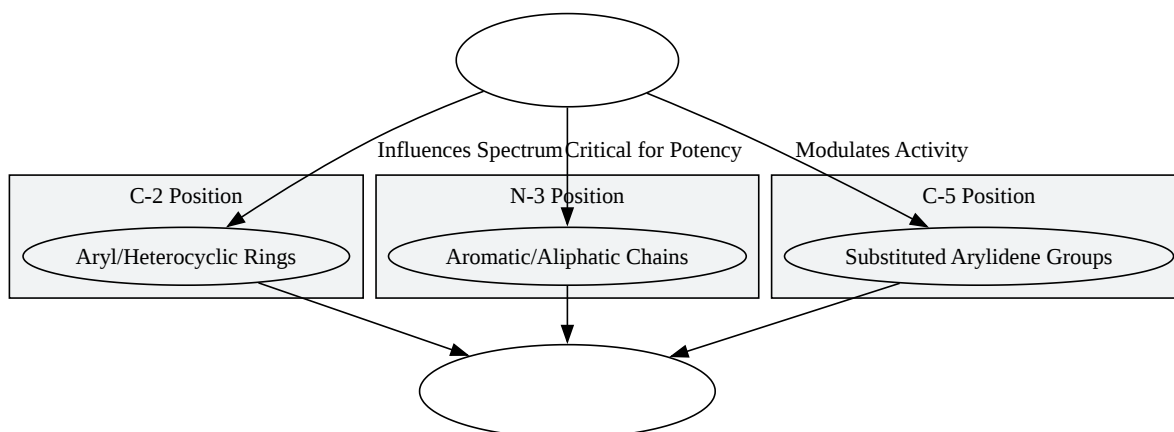 Influences Spectrum
Critical for Potency
Modulates Activity
C-2 Position
N-3 Position
C-5 Position
Aryl/Heterocyclic Rings
Aromatic/Aliphatic Chains
Substituted Arylidene Groups